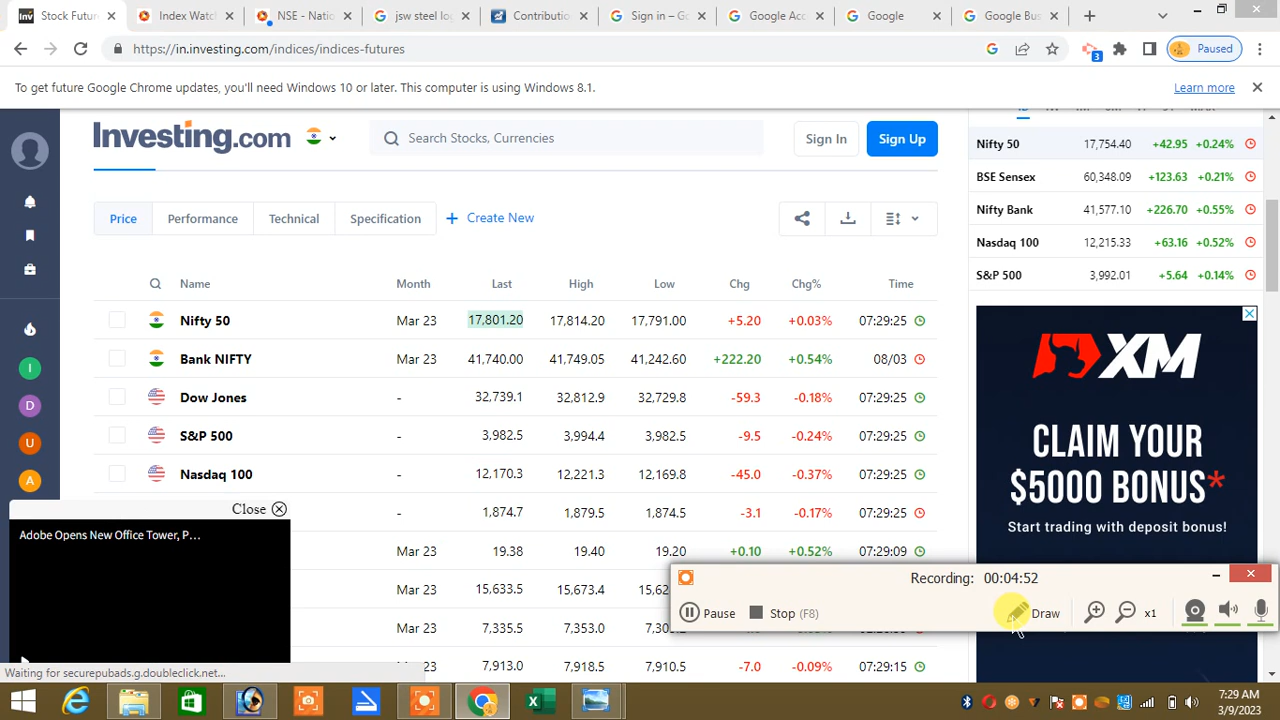 Stock Futur
Index Watch
NSE - Natio
jsw steel log
Contributio
Sign in – Go
Google Acc
Google
Google Bus
https://in.investing.com/indices/indices-futures
3
Paused
To get future Google Chrome updates, you'll need Windows 10 or later. This computer is using Windows 8.1.
Learn more
Investing.com
Search Stocks, Currencies
Sign In
Sign Up
Price
Performance
Technical
Specification
+ Create New
Name Month Last High Low Chg Chg% Time
Nifty 50 Mar 23 17,801.20 17,814.20 17,791.00 +5.20 +0.03% 07:29:25
Bank NIFTY Mar 23 41,740.00 41,749.05 41,242.60 +222.20 +0.54% 08/03
Dow Jones - 32,739.1 32,812.9 32,729.8 -59.3 -0.18% 07:29:25
S&P 500 - 3,982.5 3,994.4 3,982.5 -9.5 -0.24% 07:29:25
Nasdaq 100 - 12,170.3 12,221.3 12,169.8 -45.0 -0.37% 07:29:25
- 1,874.7 1,879.5 1,874.5 -3.1 -0.17% 07:29:25
Mar 23 19.38 19.40 19.20 +0.10 +0.52% 07:29:09
Mar 23 15,633.5 15,673.4
Mar 23 7,335.5 7,353.0
Mar 23 7,913.0 7,918.5 7,910.5 -7.0 -0.09% 07:29:15
Nifty 50 17,754.40 +42.95 +0.24%
BSE Sensex 60,348.09 +123.63 +0.21%
Nifty Bank 41,577.10 +226.70 +0.55%
Nasdaq 100 12,215.33 +63.16 +0.52%
S&P 500 3,992.01 +5.64 +0.14%
XM
CLAIM YOUR
$5000 BONUS*
Start trading with deposit bonus!
I
D
U
A
Close
Adobe Opens New Office Tower, P...
Recording: 00:04:52
Pause
Stop (F8)
Draw
x1
Waiting for securepubads.g.doubleclick.net...
7:29 AM
3/9/2023